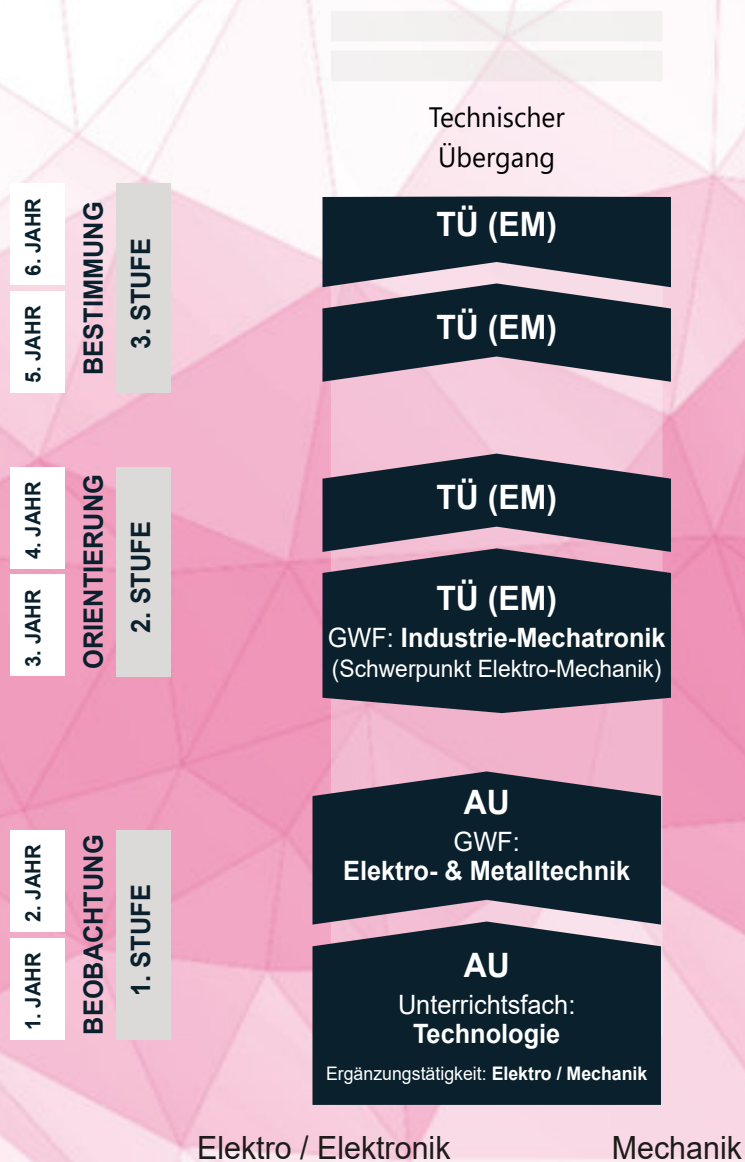 Technischer
Übergang
6. JAHR
5. JAHR
BESTIMMUNG
3. STUFE
TÜ (EM)
TÜ (EM)
4. JAHR
3. JAHR
ORIENTIERUNG
2. STUFE
TÜ (EM)
TÜ (EM)
GWF: Industrie-Mechatronik
(Schwerpunkt Elektro-Mechanik)
2. JAHR
1. JAHR
BEOBACHTUNG
1. STUFE
AU
GWF:
Elektro- & Metalltechnik
AU
Unterrichtsfach:
Technologie
Ergänzungstätigkeit: Elektro / Mechanik
Elektro / Elektronik
Mechanik